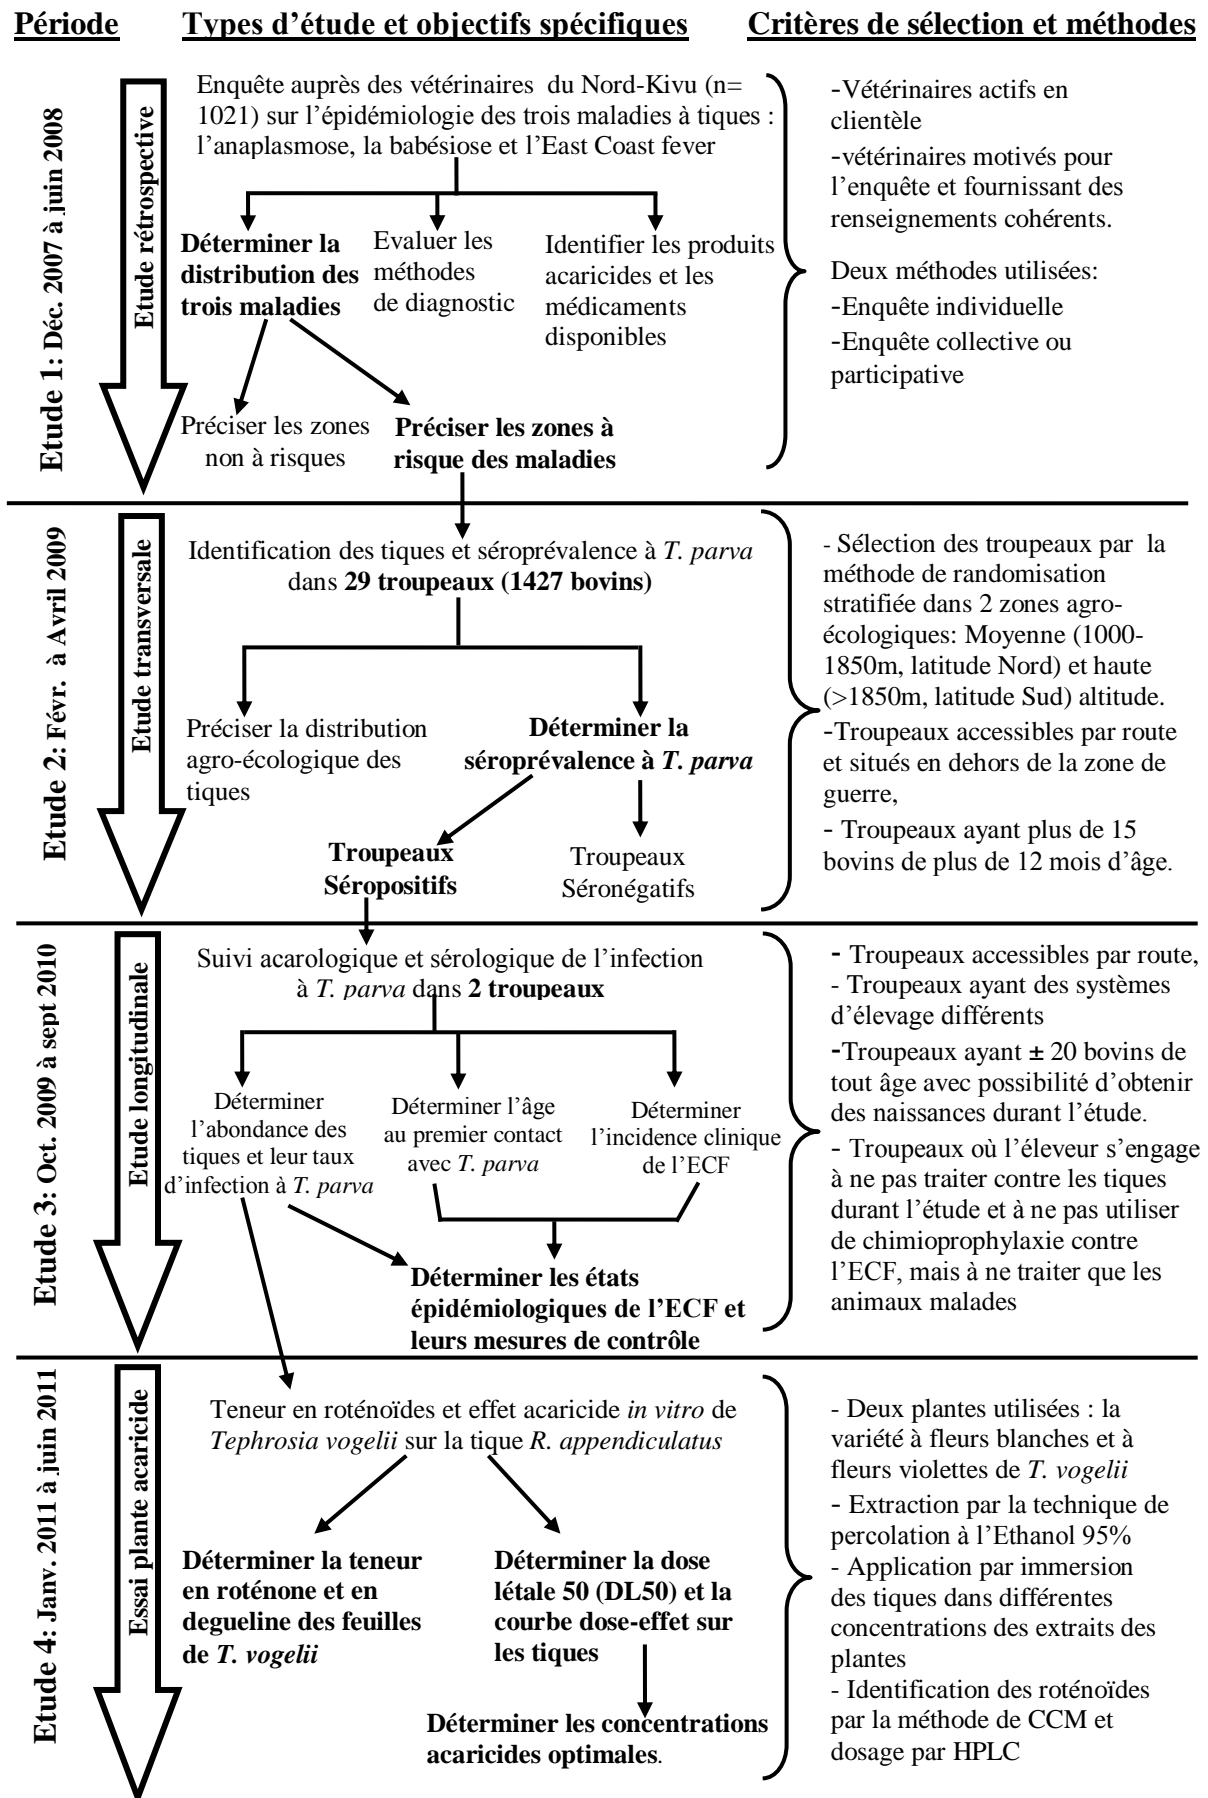 Période Types d’étude et objectifs spécifiques Critères de sélection et méthodes
Etude 1: Déc. 2007 à juin 2008
Etude rétrospective
Enquête auprès des vétérinaires du Nord-Kivu (n=
1021) sur l’épidémiologie des trois maladies à tiques :
l’anaplasmose, la babésiose et l’East Coast fever
Déterminer la
distribution des
trois maladies
Evaluer les
méthodes
de diagnostic
Identifier les produits
acaricides et les
médicaments
disponibles
Préciser les zones
non à risques
Préciser les zones à
risque des maladies
-Vétérinaires actifs en
clientèle
-vétérinaires motivés pour
l’enquête et fournissant des
renseignements cohérents.
Deux méthodes utilisées:
-Enquête individuelle
-Enquête collective ou
participative
Etude 2: Févr. à Avril 2009
Etude transversale
Identification des tiques et séroprévalence à T. parva
dans 29 troupeaux (1427 bovins)
Préciser la distribution
agro-écologique des
tiques
Déterminer la
séroprévalence à T. parva
Troupeaux
Séropositifs
Troupeaux
Séronégatifs
- Sélection des troupeaux par la
méthode de randomisation
stratifiée dans 2 zones agro-
écologiques: Moyenne (1000-
1850m, latitude Nord) et haute
(>1850m, latitude Sud) altitude.
-Troupeaux accessibles par route
et situés en dehors de la zone de
guerre,
- Troupeaux ayant plus de 15
bovins de plus de 12 mois d’âge.
Etude 3: Oct. 2009 à sept 2010
Etude longitudinale
Suivi acarologique et sérologique de l’infection
à T. parva dans 2 troupeaux
Déterminer
l’abondance des
tiques et leur taux
d’infection à T. parva
Déterminer l’âge
au premier contact
avec T. parva
Déterminer
l’incidence clinique
de l’ECF
Déterminer les états
épidémiologiques de l’ECF et
leurs mesures de contrôle
- Troupeaux accessibles par route,
- Troupeaux ayant des systèmes
d’élevage différents
-Troupeaux ayant ± 20 bovins de
tout âge avec possibilité d’obtenir
des naissances durant l’étude.
- Troupeaux où l’éleveur s’engage
à ne pas traiter contre les tiques
durant l’étude et à ne pas utiliser
de chimioprophylaxie contre
l’ECF, mais à ne traiter que les
animaux malades
Etude 4: Janv. 2011 à juin 2011
Essai plante acaricide
Teneur en roténoïdes et effet acaricide in vitro de
Tephrosia vogelii sur la tique R. appendiculatus
Déterminer la teneur
en roténone et en
degueline des feuilles
de T. vogelii
Déterminer la dose
létale 50 (DL50) et la
courbe dose-effet sur
les tiques
Déterminer les concentrations
acaricides optimales.
- Deux plantes utilisées : la
variété à fleurs blanches et à
fleurs violettes de T. vogelii
- Extraction par la technique de
percolation à l’Ethanol 95%
- Application par immersion
des tiques dans différentes
concentrations des extraits des
plantes
- Identification des roténoïdes
par la méthode de CCM et
dosage par HPLC